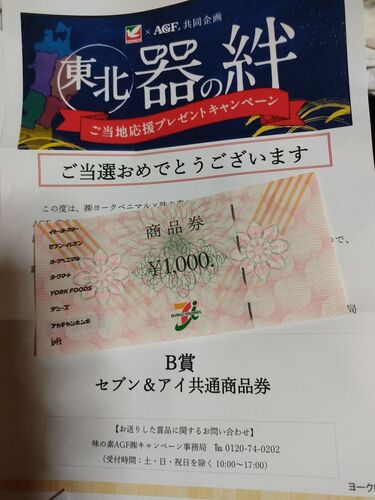 × AGF 共同企画
東北 器の絆
ご当地応援プレゼントキャンペーン
ご当選おめでとうございます
この度は、㈱ヨークベニマル×味の素
イトーヨーカドー
セブン-イレブン
ヨークベニマル
ヨークマート
YORK FOODS
デニーズ
アカチャンホンポ
商品券
¥1,000
SEVEN&i HOLDINGS
B賞
セブン&アイ共通商品券
【お送りした賞品に関するお問い合わせ】
味の素AGF㈱キャンペーン事務局 ℡ 0120-74-0202
(受付時間:土・日・祝日を除く 10:00~17:00)